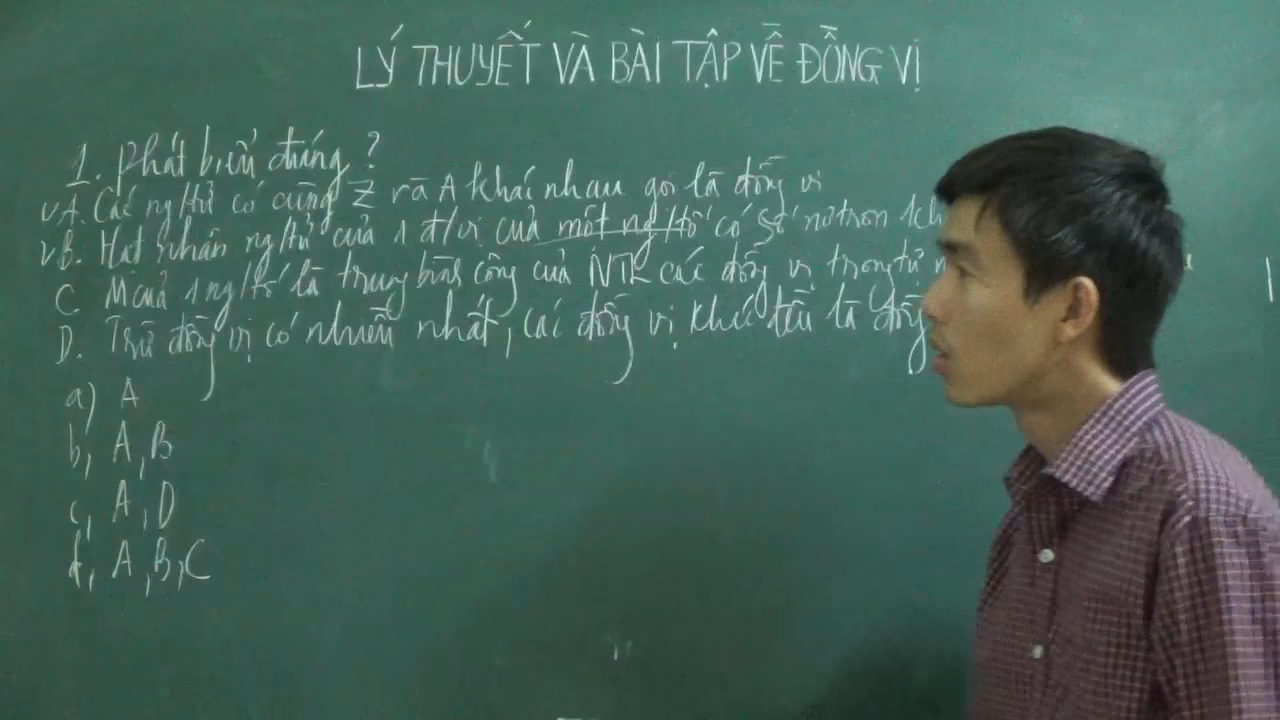 LÝ THUYẾT VÀ BÀI TẬP VỀ ĐỒNG VỊ
1. Phát biểu đúng ?
v A. Các ng/tử có cùng Z và A khác nhau gọi là đồng vị
v B. Hạt nhân ng/tử của 1 đ/vị của một ng/tố có số nơtron
C M của 1 ng/tố là trung bình cộng của NTK các đồng vị trong tự
D. Trừ đồng vị có nhiều nhất, các đồng vị khác đều là đồng
a) A
b, A, B
c, A, D
d, A, B, C